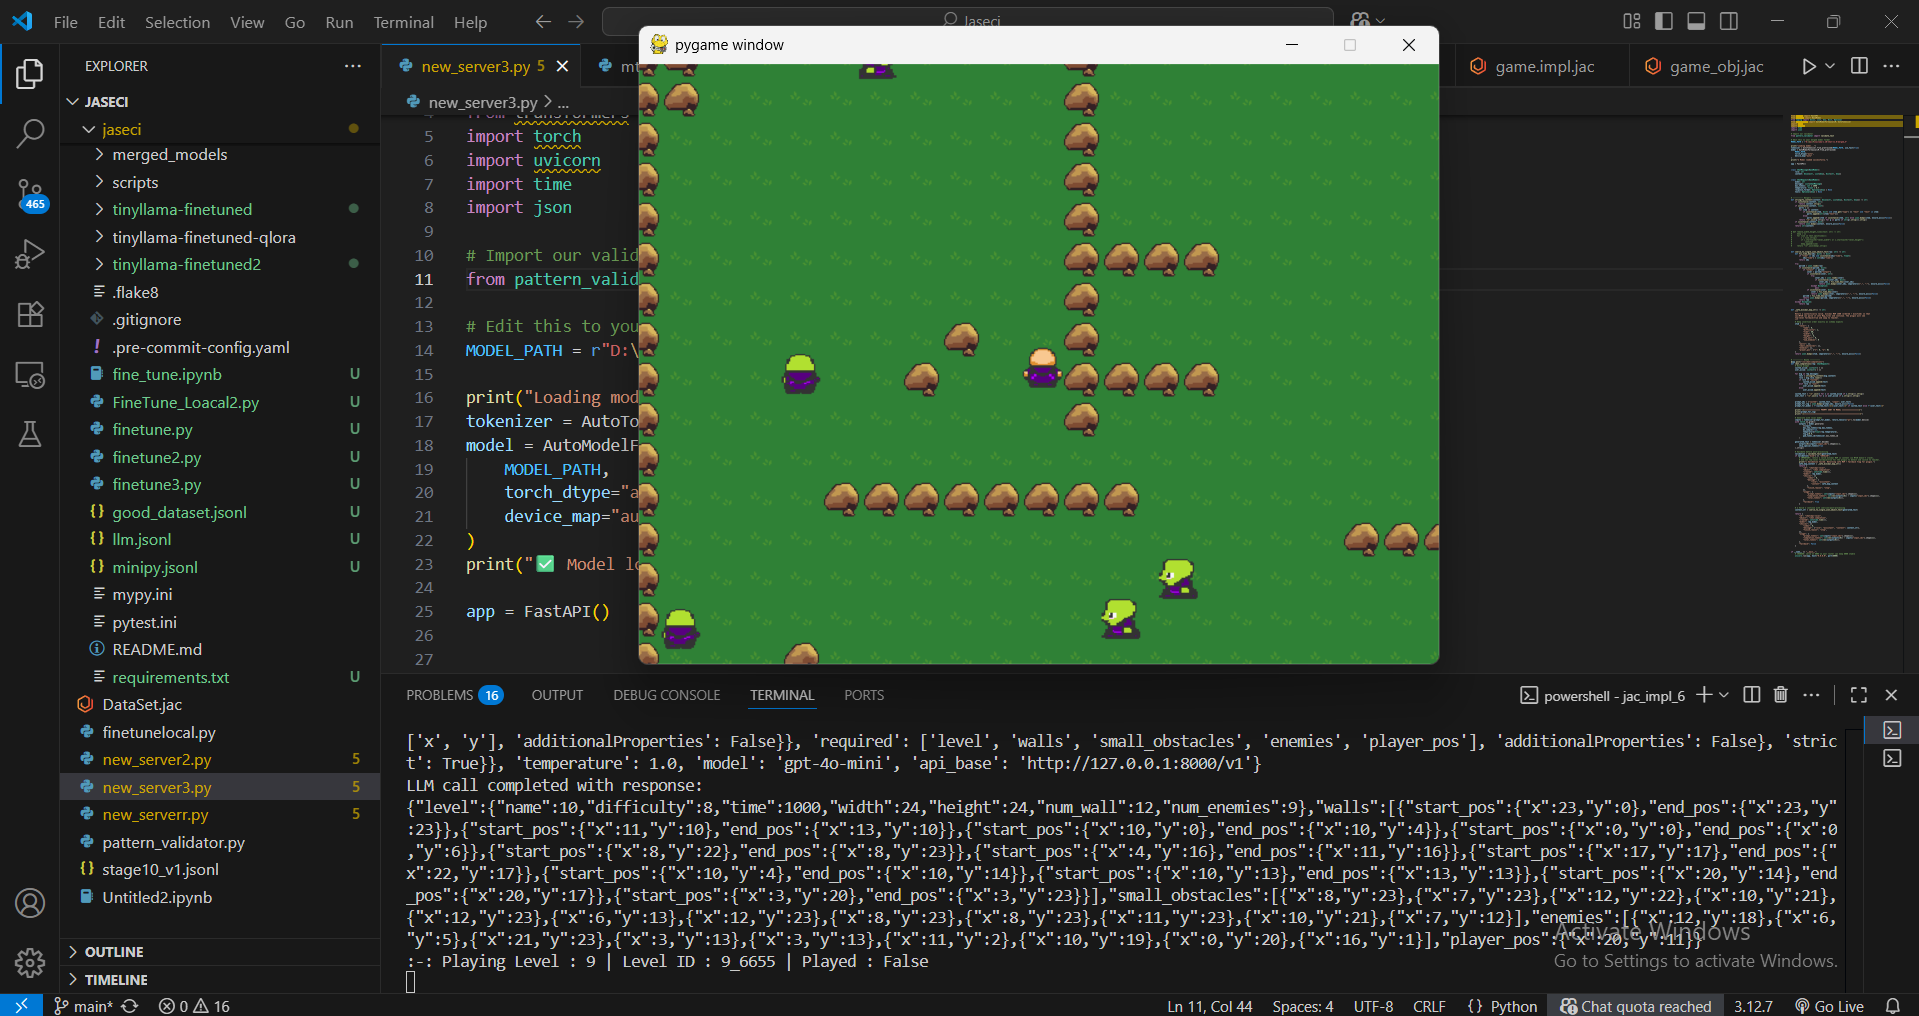 File Edit Selection View Go Run Terminal Help
Jaseci
EXPLORER
JASECI
jaseci
merged_models
scripts
tinyllama-finetuned
tinyllama-finetuned-qlora
tinyllama-finetuned2
.flake8
.gitignore
! .pre-commit-config.yaml
fine_tune.ipynb U
FineTune_Loacal2.py U
finetune.py U
finetune2.py U
finetune3.py U
good_dataset.jsonl U
llm.jsonl U
minipy.jsonl U
mypy.ini
pytest.ini
README.md
requirements.txt U
DataSet.jac
finetunelocal.py
new_server2.py 5
new_server3.py 5
new_serverr.py 5
pattern_validator.py
stage10_v1.jsonl
Untitled2.ipynb
OUTLINE
TIMELINE
465
new_server3.py 5
game.impl.jac
game_obj.jac
new_server3.py > ...
pygame window
5 import torch
6 import uvicorn
7 import time
8 import json
9
10 # Import our valid
11 from pattern_valid
12
13 # Edit this to you
14 MODEL_PATH = r"D:\
15
16 print("Loading mod
17 tokenizer = AutoTo
18 model = AutoModelF
19 MODEL_PATH,
20 torch_dtype="a
21 device_map="au
22 )
23 print("✅ Model lo
24
25 app = FastAPI()
26
27
PROBLEMS 16 OUTPUT DEBUG CONSOLE TERMINAL PORTS
powershell - jac_impl_6
['x', 'y'], 'additionalProperties': False}}, 'required': ['level', 'walls', 'small_obstacles', 'enemies', 'player_pos'], 'additionalProperties': False}, 'stric
t': True}}, 'temperature': 1.0, 'model': 'gpt-4o-mini', 'api_base': 'http://127.0.0.1:8000/v1'}
LLM call completed with response:
{"level":{"name":10,"difficulty":8,"time":1000,"width":24,"height":24,"num_wall":12,"num_enemies":9},"walls":[{"start_pos":{"x":23,"y":0},"end_pos":{"x":23,"y"
:23}},{"start_pos":{"x":11,"y":10},"end_pos":{"x":13,"y":10}},{"start_pos":{"x":10,"y":0},"end_pos":{"x":10,"y":4}},{"start_pos":{"x":0,"y":0},"end_pos":{"x":0
,"y":6}},{"start_pos":{"x":8,"y":22},"end_pos":{"x":8,"y":23}},{"start_pos":{"x":4,"y":16},"end_pos":{"x":11,"y":16}},{"start_pos":{"x":17,"y":17},"end_pos":{"
x":22,"y":17}},{"start_pos":{"x":10,"y":4},"end_pos":{"x":10,"y":14}},{"start_pos":{"x":10,"y":13},"end_pos":{"x":13,"y":13}},{"start_pos":{"x":20,"y":14},"end
_pos":{"x":20,"y":17}},{"start_pos":{"x":3,"y":20},"end_pos":{"x":3,"y":23}}],"small_obstacles":[{"x":8,"y":23},{"x":7,"y":23},{"x":12,"y":22},{"x":10,"y":21},
{"x":12,"y":23},{"x":6,"y":13},{"x":12,"y":23},{"x":8,"y":23},{"x":8,"y":23},{"x":11,"y":23},{"x":10,"y":21},{"x":7,"y":12}],"enemies":[{"x":12,"y":18},{"x":6,
"y":5},{"x":21,"y":23},{"x":3,"y":13},{"x":3,"y":13},{"x":11,"y":2},{"x":10,"y":19},{"x":0,"y":20},{"x":16,"y":1}],"player_pos":{"x":20,"y":11}}
:-: Playing Level : 9 | Level ID : 9_6655 | Played : False
Activate Windows
Go to Settings to activate Windows.
main* 0 16
Ln 11, Col 44 Spaces: 4 UTF-8 CRLF {} Python Chat quota reached 3.12.7 Go Live